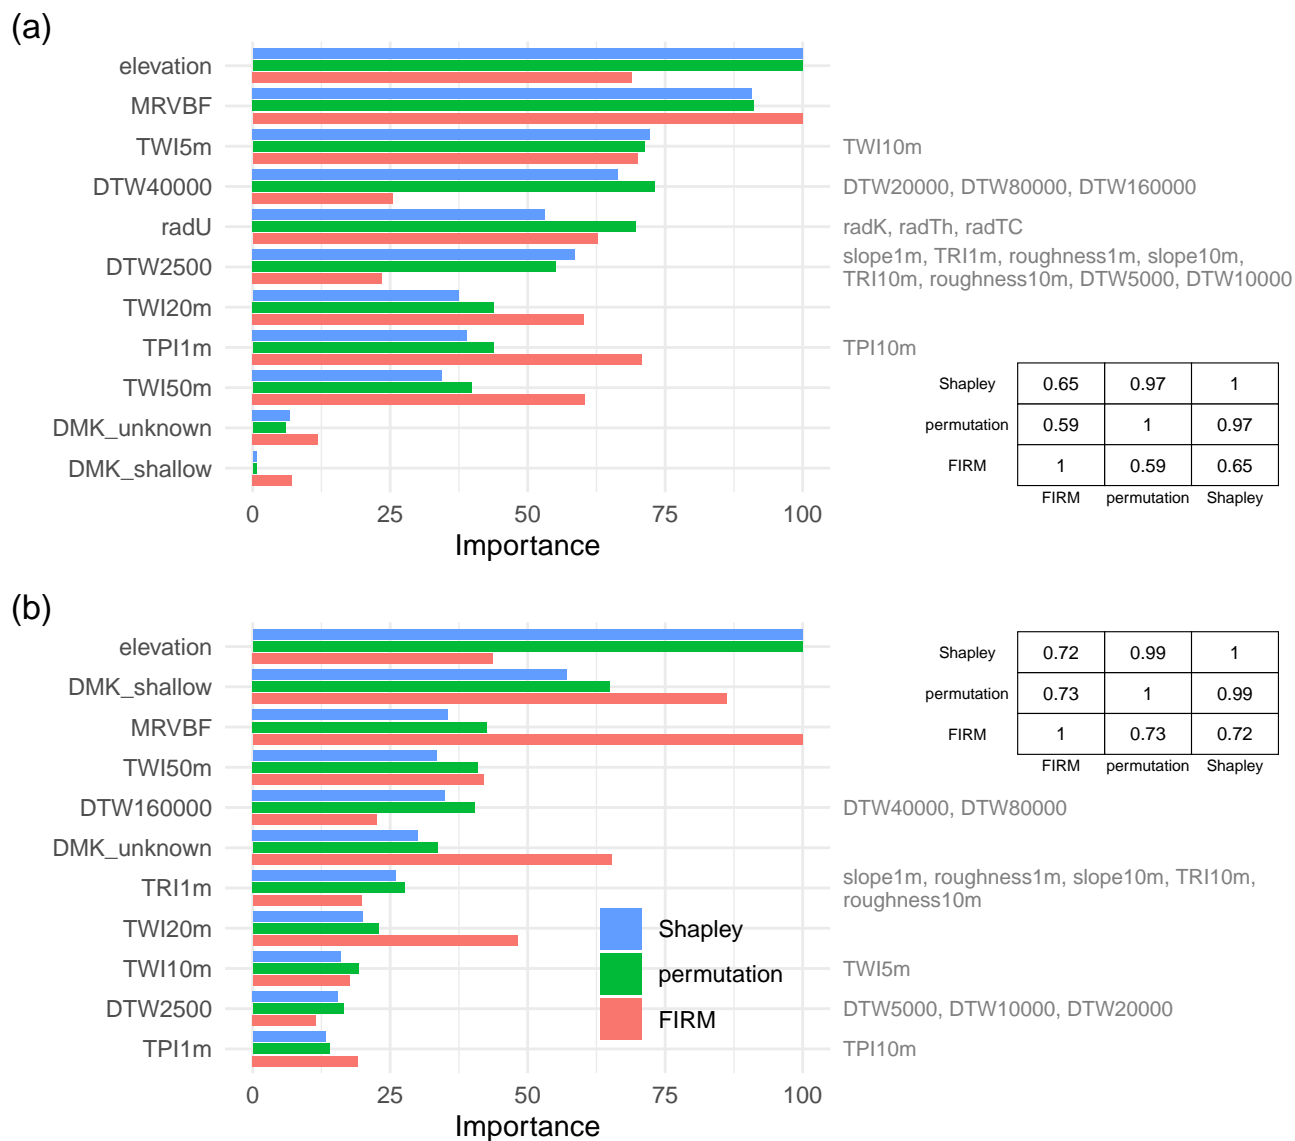 (a)
elevation
MRVBF
TWI5m
TWI10m
DTW40000
DTW20000, DTW80000, DTW160000
radU
radK, radTh, radTC
DTW2500
slope1m, TRI1m, roughness1m, slope10m,
TRI10m, roughness10m, DTW5000, DTW10000
TWI20m
TPI1m
TPI10m
TWI50m
DMK_unknown
DMK_shallow
0 25 50 75 100
Importance
Shapley 0.65 0.97 1
permutation 0.59 1 0.97
FIRM 1 0.59 0.65
FIRM permutation Shapley
(b)
elevation
DMK_shallow
MRVBF
TWI50m
DTW160000
DTW40000, DTW80000
DMK_unknown
TRI1m
slope1m, roughness1m, slope10m, TRI10m,
roughness10m
TWI20m
TWI10m
TWI5m
DTW2500
DTW5000, DTW10000, DTW20000
TPI1m
TPI10m
0 25 50 75 100
Importance
Shapley
permutation
FIRM
Shapley 0.72 0.99 1
permutation 0.73 1 0.99
FIRM 1 0.73 0.72
FIRM permutation Shapley